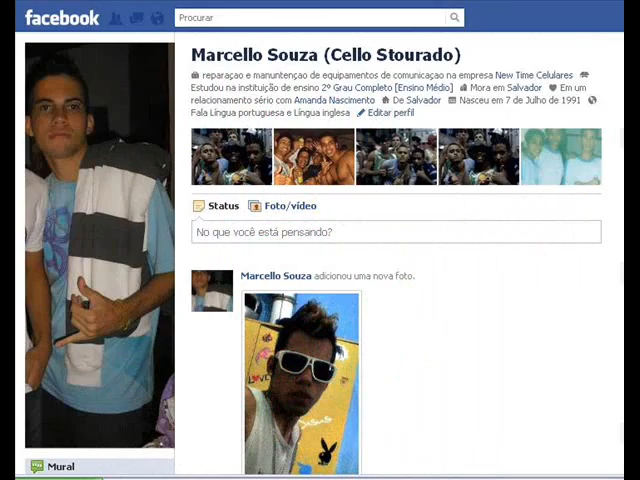 facebook
Procurar
Marcello Souza (Cello Stourado)
reparaçao e manuntençao de equipamentos de comunicaçao na empresa New Time Celulares
Estudou na instituição de ensino 2º Grau Completo [Ensino Médio] Mora em Salvador Em um
relacionamento sério com Amanda Nascimento De Salvador Nasceu em 7 de Julho de 1991
Fala Língua portuguesa e Língua inglesa Editar perfil
Status Foto/vídeo
No que você está pensando?
Marcello Souza adicionou uma nova foto.
LOVE
Jesus
Mural